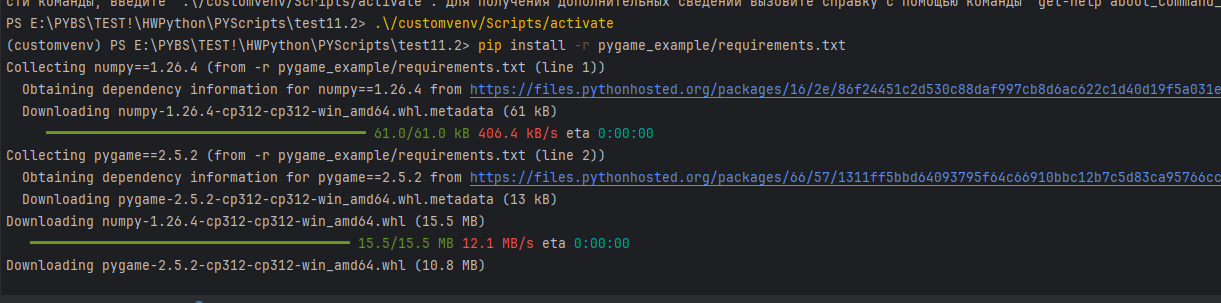 сти команды, введите ".\/customvenv/Scripts/activate". Для получения дополнительных сведений вызовите справку с помощью команды "get-help about_command_
PS E:\PYBS\TEST!\HWPython\PYScripts\test11.2> .\/customvenv/Scripts/activate
(customvenv) PS E:\PYBS\TEST!\HWPython\PYScripts\test11.2> pip install -r pygame_example/requirements.txt
Collecting numpy==1.26.4 (from -r pygame_example/requirements.txt (line 1))
Obtaining dependency information for numpy==1.26.4 from https://files.pythonhosted.org/packages/16/2e/86f24451c2d530c88daf997cb8d6ac622c1d40d19f5a031e
Downloading numpy-1.26.4-cp312-cp312-win_amd64.whl.metadata (61 kB)
61.0/61.0 kB 406.4 kB/s eta 0:00:00
Collecting pygame==2.5.2 (from -r pygame_example/requirements.txt (line 2))
Obtaining dependency information for pygame==2.5.2 from https://files.pythonhosted.org/packages/66/57/1311ff5bbd64093795f64c66910bbc12b7c5d83ca95766cc
Downloading pygame-2.5.2-cp312-cp312-win_amd64.whl.metadata (13 kB)
Downloading numpy-1.26.4-cp312-cp312-win_amd64.whl (15.5 MB)
15.5/15.5 MB 12.1 MB/s eta 0:00:00
Downloading pygame-2.5.2-cp312-cp312-win_amd64.whl (10.8 MB)